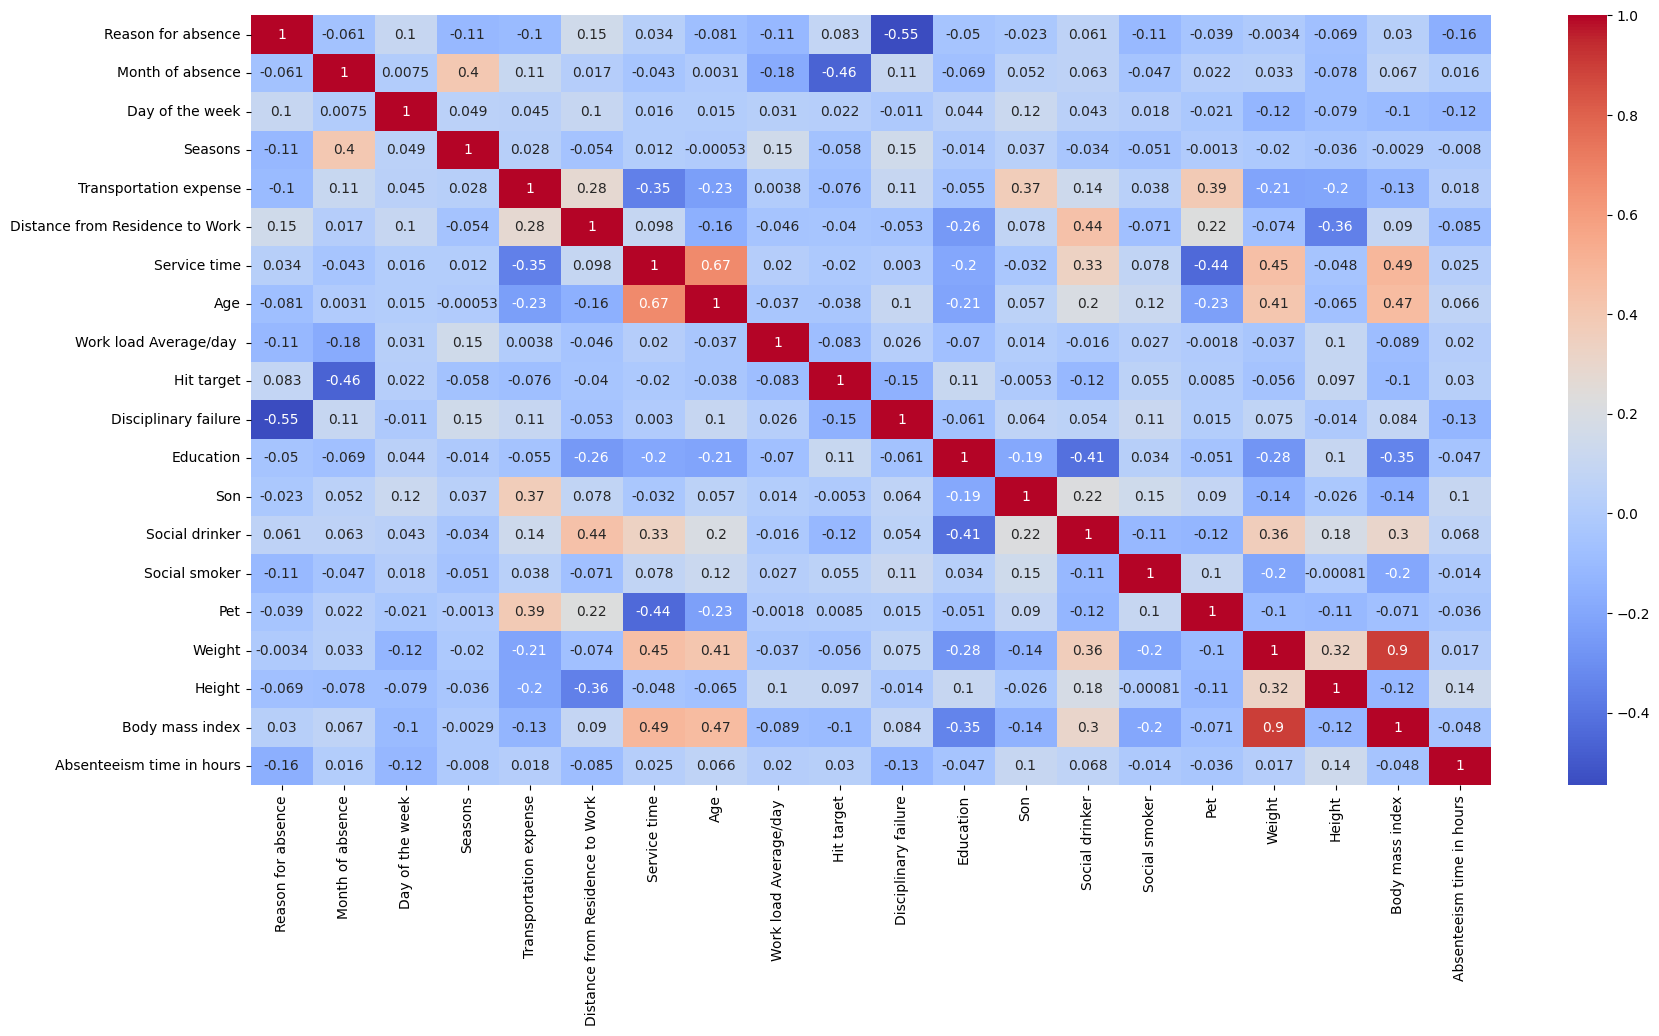 Reason for absence 1 -0.061 0.1 -0.11 -0.1 0.15 0.034 -0.081 -0.11 0.083 -0.55 -0.05 -0.023 0.061 -0.11 -0.039 -0.0034 -0.069 0.03 -0.16
Month of absence -0.061 1 0.0075 0.4 0.11 0.017 -0.043 0.0031 -0.18 -0.46 0.11 -0.069 0.052 0.063 -0.047 0.022 0.033 -0.078 0.067 0.016
Day of the week 0.1 0.0075 1 0.049 0.045 0.1 0.016 0.015 0.031 0.022 -0.011 0.044 0.12 0.043 0.018 -0.021 -0.12 -0.079 -0.1 -0.12
Seasons -0.11 0.4 0.049 1 0.028 -0.054 0.012 -0.00053 0.15 -0.058 0.15 -0.014 0.037 -0.034 -0.051 -0.0013 -0.02 -0.036 -0.0029 -0.008
Transportation expense -0.1 0.11 0.045 0.028 1 0.28 -0.35 -0.23 0.0038 -0.076 0.11 -0.055 0.37 0.14 0.038 0.39 -0.21 -0.2 -0.13 0.018
Distance from Residence to Work 0.15 0.017 0.1 -0.054 0.28 1 0.098 -0.16 -0.046 -0.04 -0.053 -0.26 0.078 0.44 -0.071 0.22 -0.074 -0.36 0.09 -0.085
Service time 0.034 -0.043 0.016 0.012 -0.35 0.098 1 0.67 0.02 -0.02 0.003 -0.2 -0.032 0.33 0.078 -0.44 0.45 -0.048 0.49 0.025
Age -0.081 0.0031 0.015 -0.00053 -0.23 -0.16 0.67 1 -0.037 -0.038 0.1 -0.21 0.057 0.2 0.12 -0.23 0.41 -0.065 0.47 0.066
Work load Average/day -0.11 -0.18 0.031 0.15 0.0038 -0.046 0.02 -0.037 1 -0.083 0.026 -0.07 0.014 -0.016 0.027 -0.0018 -0.037 0.1 -0.089 0.02
Hit target 0.083 -0.46 0.022 -0.058 -0.076 -0.04 -0.02 -0.038 -0.083 1 -0.15 0.11 -0.0053 -0.12 0.055 0.0085 -0.056 0.097 -0.1 0.03
Disciplinary failure -0.55 0.11 -0.011 0.15 0.11 -0.053 0.003 0.1 0.026 -0.15 1 -0.061 0.064 0.054 0.11 0.015 0.075 -0.014 0.084 -0.13
Education -0.05 -0.069 0.044 -0.014 -0.055 -0.26 -0.2 -0.21 -0.07 0.11 -0.061 1 -0.19 -0.41 0.034 -0.051 -0.28 0.1 -0.35 -0.047
Son -0.023 0.052 0.12 0.037 0.37 0.078 -0.032 0.057 0.014 -0.0053 0.064 -0.19 1 0.22 0.15 0.09 -0.14 -0.026 -0.14 0.1
Social drinker 0.061 0.063 0.043 -0.034 0.14 0.44 0.33 0.2 -0.016 -0.12 0.054 -0.41 0.22 1 -0.11 -0.12 0.36 0.18 0.3 0.068
Social smoker -0.11 -0.047 0.018 -0.051 0.038 -0.071 0.078 0.12 0.027 0.055 0.11 0.034 0.15 -0.11 1 0.1 -0.2 -0.00081 -0.2 -0.014
Pet -0.039 0.022 -0.021 -0.0013 0.39 0.22 -0.44 -0.23 -0.0018 0.0085 0.015 -0.051 0.09 -0.12 0.1 1 -0.1 -0.11 -0.071 -0.036
Weight -0.0034 0.033 -0.12 -0.02 -0.21 -0.074 0.45 0.41 -0.037 -0.056 0.075 -0.28 -0.14 0.36 -0.2 -0.1 1 0.32 0.9 0.017
Height -0.069 -0.078 -0.079 -0.036 -0.2 -0.36 -0.048 -0.065 0.1 0.097 -0.014 0.1 -0.026 0.18 -0.00081 -0.11 0.32 1 -0.12 0.14
Body mass index 0.03 0.067 -0.1 -0.0029 -0.13 0.09 0.49 0.47 -0.089 -0.1 0.084 -0.35 -0.14 0.3 -0.2 -0.071 0.9 -0.12 1 -0.048
Absenteeism time in hours -0.16 0.016 -0.12 -0.008 0.018 -0.085 0.025 0.066 0.02 0.03 -0.13 -0.047 0.1 0.068 -0.014 -0.036 0.017 0.14 -0.048 1
Reason for absence
Month of absence
Day of the week
Seasons
Transportation expense
Distance from Residence to Work
Service time
Age
Work load Average/day
Hit target
Disciplinary failure
Education
Son
Social drinker
Social smoker
Pet
Weight
Height
Body mass index
Absenteeism time in hours
1.0
0.8
0.6
0.4
0.2
0.0
−0.2
−0.4